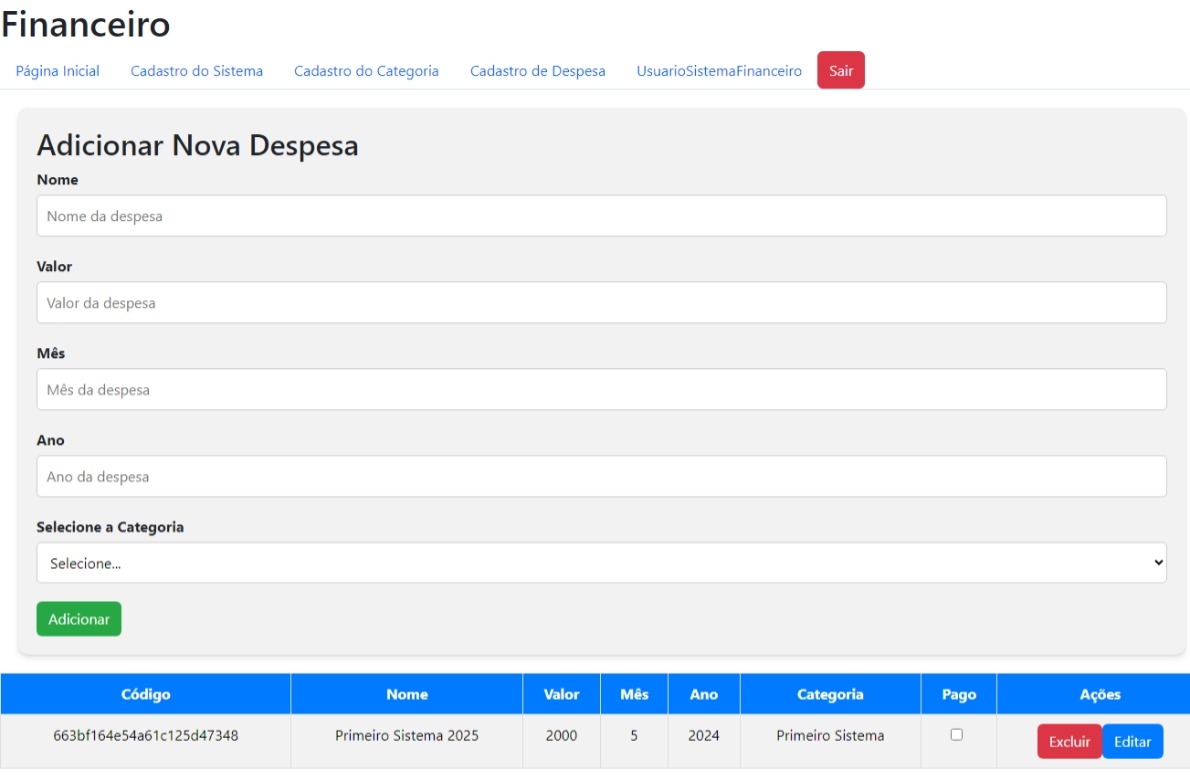 Financeiro
Página Inicial Cadastro do Sistema Cadastro do Categoria Cadastro de Despesa UsuarioSistemaFinanceiro Sair
Adicionar Nova Despesa
Nome
Nome da despesa
Valor
Valor da despesa
Mês
Mês da despesa
Ano
Ano da despesa
Selecione a Categoria
Selecione...
Adicionar
Código Nome Valor Mês Ano Categoria Pago Ações
663bf164e54a61c125d47348 Primeiro Sistema 2025 2000 5 2024 Primeiro Sistema Excluir Editar